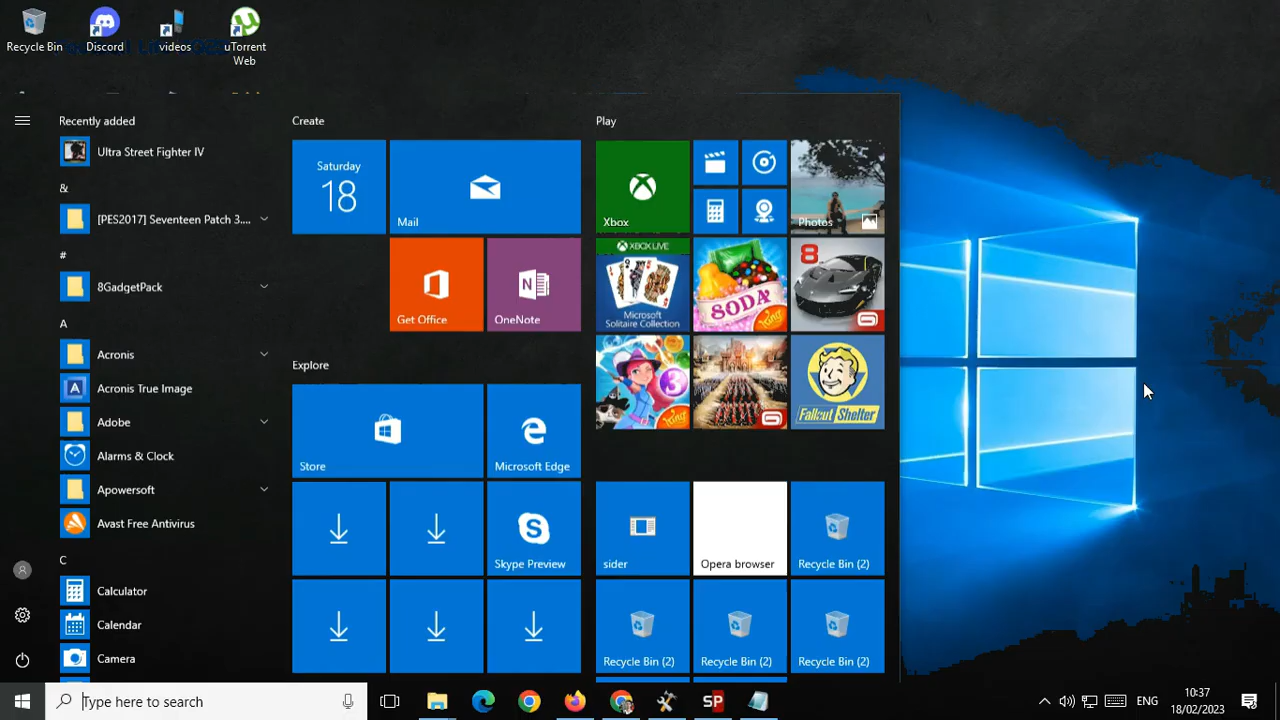 Recycle Bin
Discord
videos
uTorrent
Web
Recently added
Ultra Street Fighter IV
&
[PES2017] Seventeen Patch 3....
#
8GadgetPack
A
Acronis
Acronis True Image
Adobe
Alarms & Clock
Apowersoft
Avast Free Antivirus
C
Calculator
Calendar
Camera
Create
Saturday
18
Mail
Get Office
OneNote
Explore
Store
Microsoft Edge
Skype Preview
Play
Xbox
Photos
XBOX LIVE
Microsoft
Solitaire Collection
SODA
King
8
3
King
Fallout Shelter
sider
Opera browser
Recycle Bin (2)
Recycle Bin (2)
Recycle Bin (2)
Recycle Bin (2)
Type here to search
SP
ENG
10:37
18/02/2023